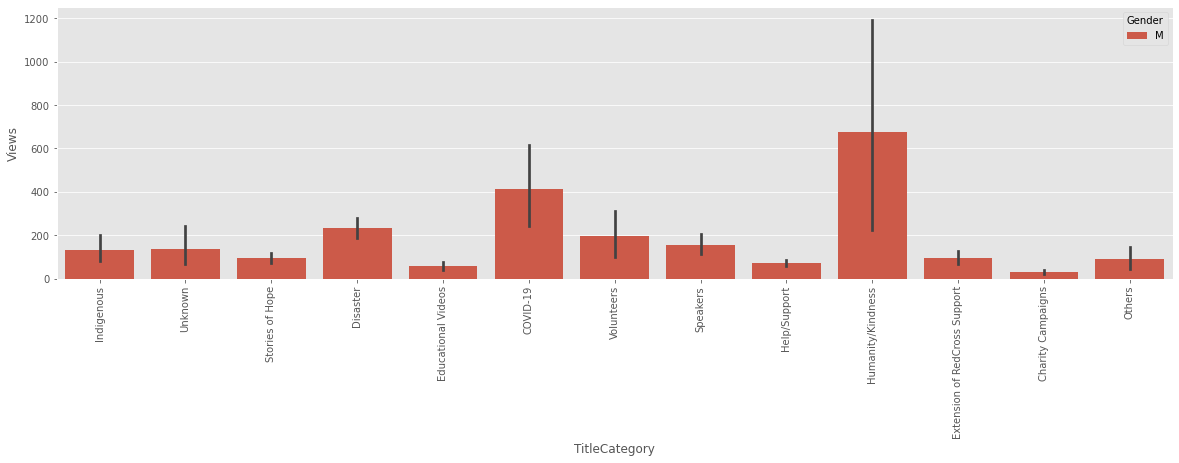 Gender
M
1200
1000
800
600
400
200
0
Views
Indigenous
Unknown
Stories of Hope
Disaster
Educational Videos
COVID-19
Volunteers
Speakers
Help/Support
Humanity/Kindness
Extension of RedCross Support
Charity Campaigns
Others
TitleCategory